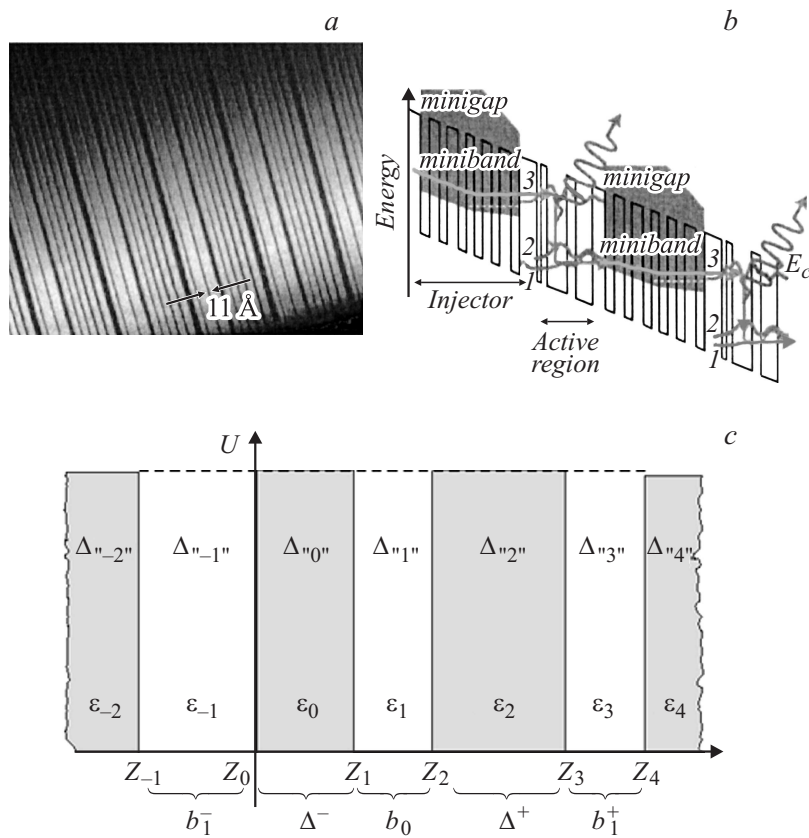 a
11 Å
b
Energy
minigap
miniband
3
2
1
Injector
Active
region
minigap
miniband
3
2
1
E_c
c
U
Δ"–2" Δ"–1" Δ"0" Δ"1" Δ"2" Δ"3" Δ"4"
ε–2 ε–1 ε0 ε1 ε2 ε3 ε4
Z–1 Z0 Z1 Z2 Z3 Z4
b1– Δ– b0 Δ+ b1+